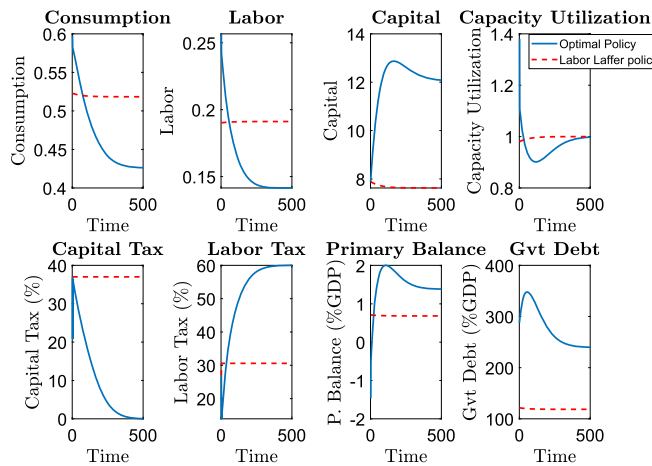 Consumption
Labor
Capital
Capacity Utilization
Consumption
0.6
0.55
0.5
0.45
0.4
0
500
Time
Labor
0.25
0.2
0.15
0
500
Time
Capital
14
12
10
8
0
500
Time
Capacity Utilization
1.4
1.2
1
0.8
0
500
Time
Optimal Policy
Labor Laffer polic
Capital Tax
Labor Tax
Primary Balance
Gvt Debt
Capital Tax (%)
40
30
20
10
0
0
500
Time
Labor Tax (%)
60
50
40
30
20
0
500
Time
P. Balance (%GDP)
2
1
0
-1
-2
0
500
Time
Gvt Debt (%GDP)
400
300
200
100
0
500
Time